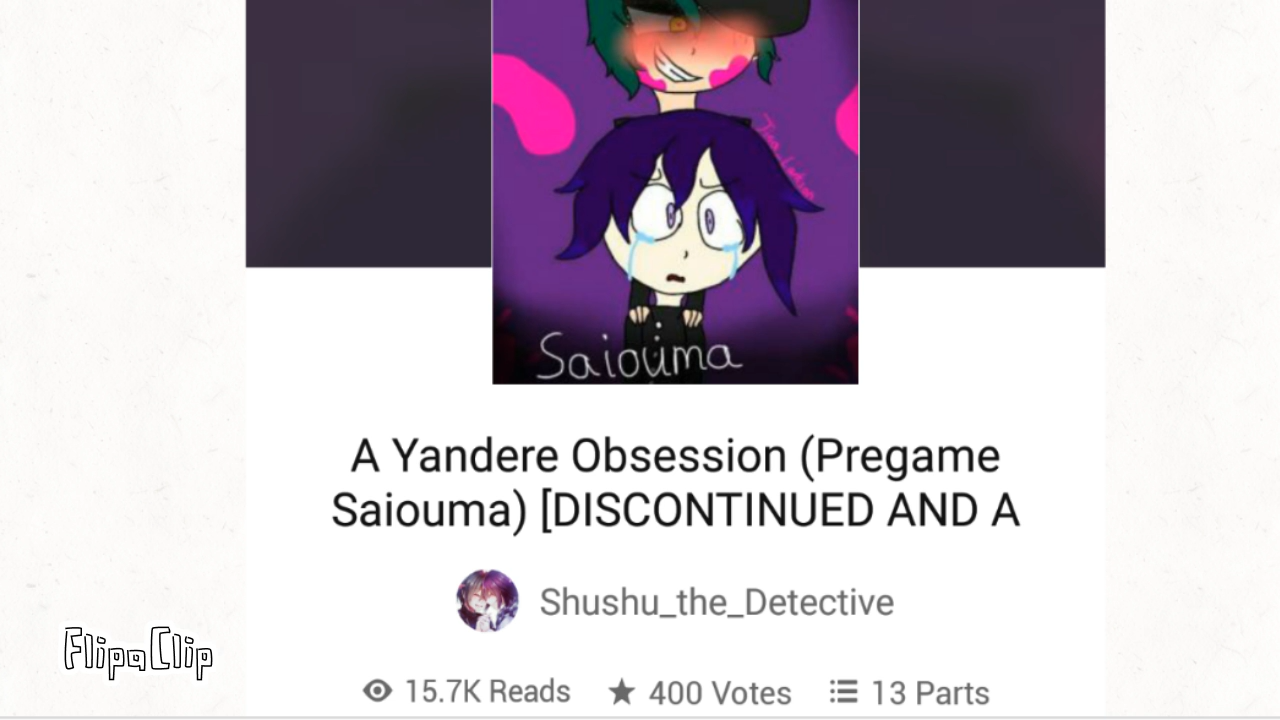 Saiouma
A Yandere Obsession (Pregame
Saiouma) [DISCONTINUED AND A
Shushu_the_Detective
FlipaClip
15.7K Reads 400 Votes 13 Parts